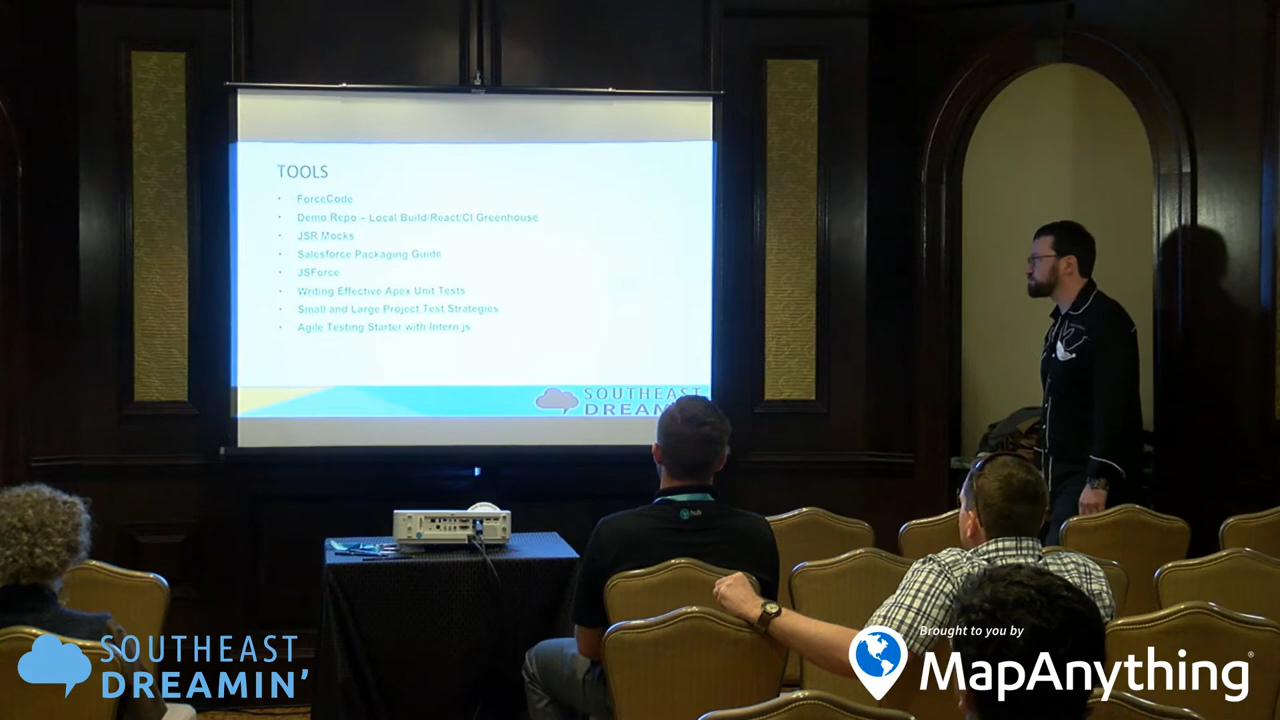 TOOLS
• ForceCode
• Demo Repo – Local Build/React/CI Greenhouse
• JSR Mocks
• Salesforce Packaging Guide
• JSForce
• Writing Effective Apex Unit Tests
• Small and Large Project Test Strategies
• Agile Testing Starter with Intern js
SOUTHEAST
hub
SOUTHEAST
DREAMIN'
Brought to you by
MapAnything®